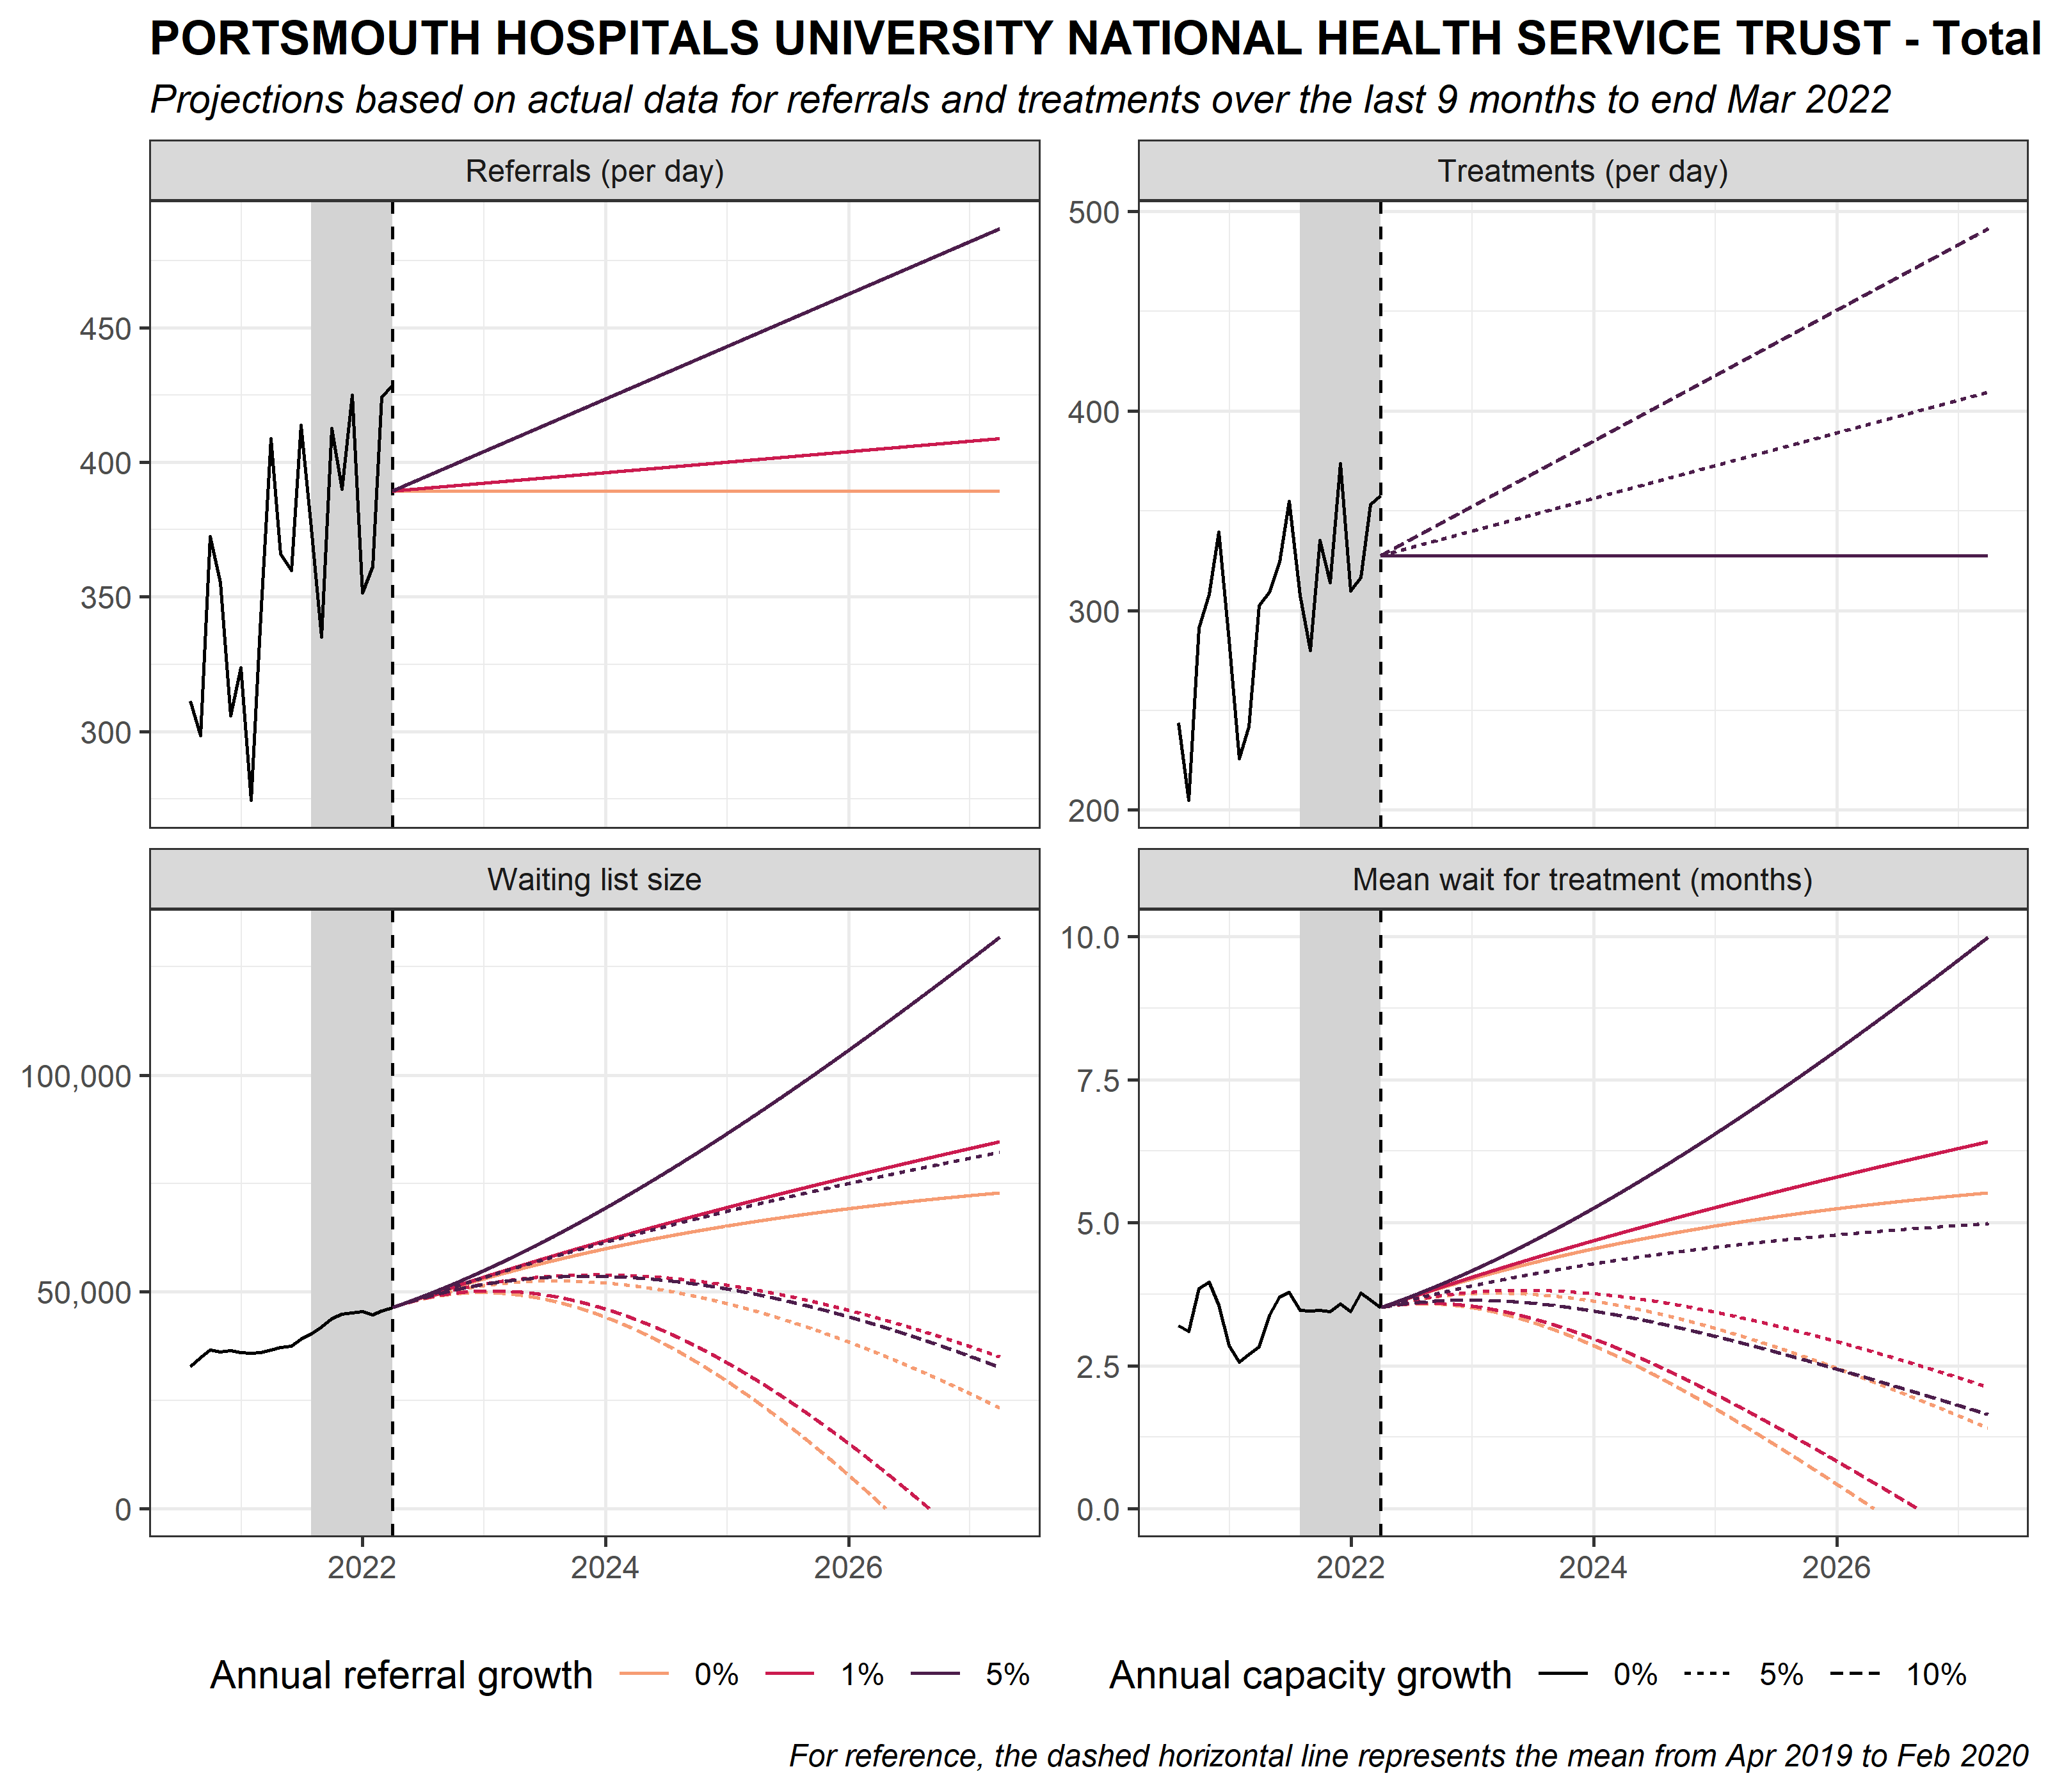 PORTSMOUTH HOSPITALS UNIVERSITY NATIONAL HEALTH SERVICE TRUST - Total
Projections based on actual data for referrals and treatments over the last 9 months to end Mar 2022
Referrals (per day)
450
400
350
300
Treatments (per day)
500
400
300
200
Waiting list size
100,000
50,000
0
2022 2024 2026
Mean wait for treatment (months)
10.0
7.5
5.0
2.5
0.0
2022 2024 2026
Annual referral growth 0% 1% 5%
Annual capacity growth 0% 5% 10%
For reference, the dashed horizontal line represents the mean from Apr 2019 to Feb 2020